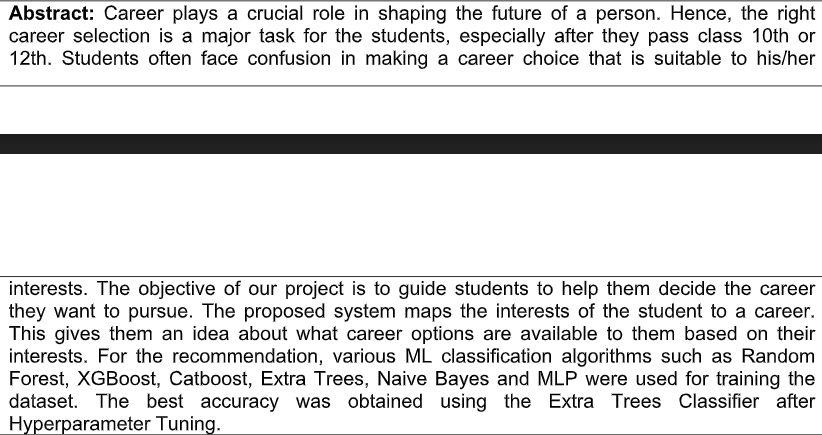 Abstract: Career plays a crucial role in shaping the future of a person. Hence, the right
career selection is a major task for the students, especially after they pass class 10th or
12th. Students often face confusion in making a career choice that is suitable to his/her
interests. The objective of our project is to guide students to help them decide the career
they want to pursue. The proposed system maps the interests of the student to a career.
This gives them an idea about what career options are available to them based on their
interests. For the recommendation, various ML classification algorithms such as Random
Forest, XGBoost, Catboost, Extra Trees, Naive Bayes and MLP were used for training the
dataset. The best accuracy was obtained using the Extra Trees Classifier after
Hyperparameter Tuning.